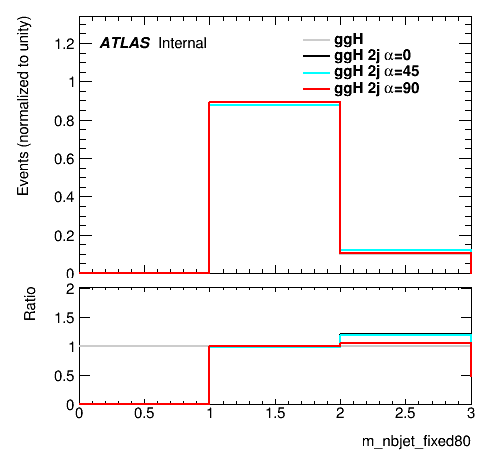 ATLAS Internal
ggH
ggH 2j α=0
ggH 2j α=45
ggH 2j α=90
Events (normalized to unity)
1.2
1
0.8
0.6
0.4
0.2
0
Ratio
2
1.5
1
0.5
0
0 0.5 1 1.5 2 2.5 3
m_nbjet_fixed80